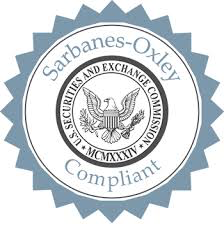 Sarbanes-Oxley
U.S. SECURITIES AND EXCHANGE COMMISSION
MCMXXXIV
Compliant